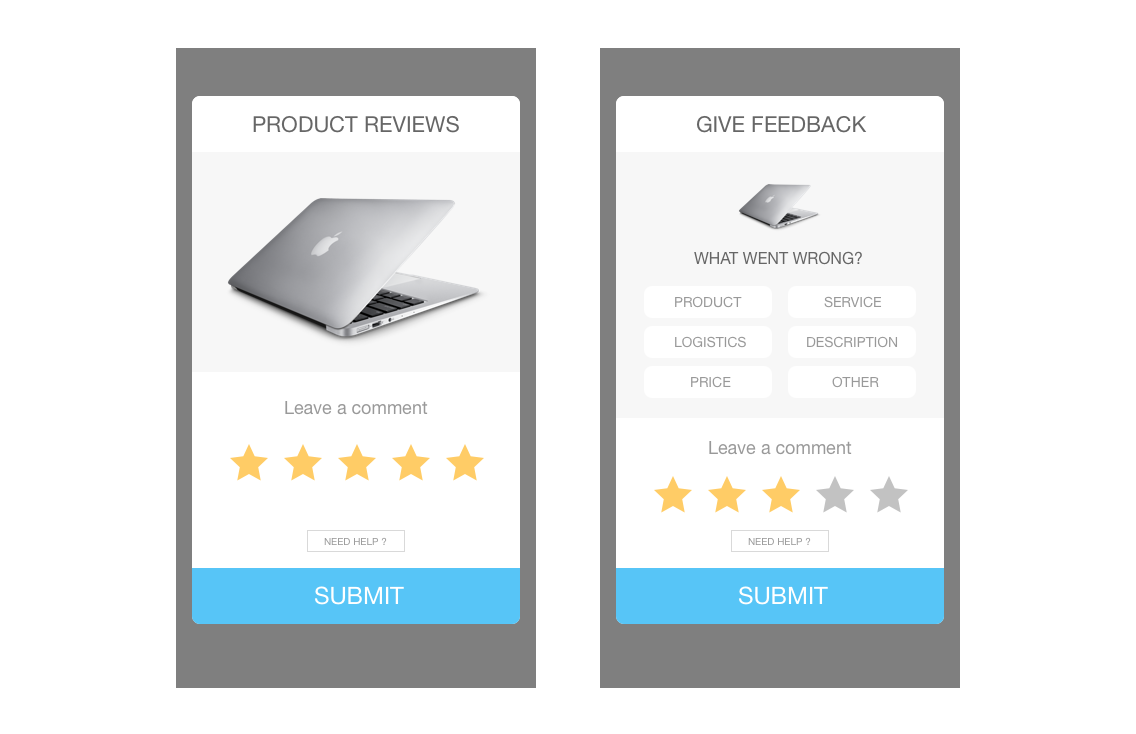 PRODUCT REVIEWS
Leave a comment
NEED HELP ?
SUBMIT
GIVE FEEDBACK
WHAT WENT WRONG?
PRODUCT
SERVICE
LOGISTICS
DESCRIPTION
PRICE
OTHER
Leave a comment
NEED HELP ?
SUBMIT